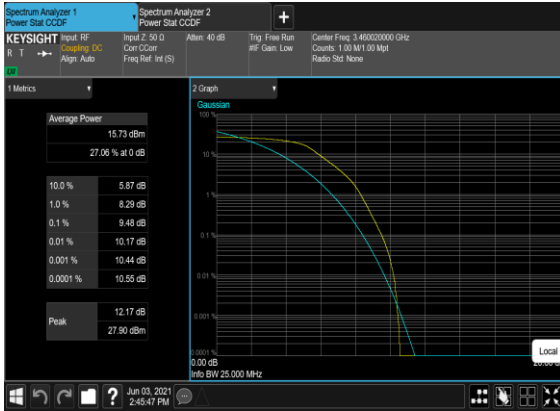 Spectrum Analyzer 1
Power Stat CCDF
Spectrum Analyzer 2
Power Stat CCDF
KEYSIGHT
R T
Input: RF
Coupling: DC
Align: Auto
Input Z: 50 Ω
Corr CCorr
Freq Ref: Int (S)
Atten: 40 dB
Trig: Free Run
#IF Gain: Low
Center Freq: 3.460020000 GHz
Counts: 1.00 M/1.00 Mpt
Radio Std: None
1 Metrics
Average Power
15.73 dBm
27.06 % at 0 dB
10.0 % 5.87 dB
1.0 % 8.29 dB
0.1 % 9.48 dB
0.01 % 10.17 dB
0.001 % 10.44 dB
0.0001 % 10.55 dB
Peak
12.17 dB
27.90 dBm
2 Graph
Gaussian
100 %
10 %
1 %
0.1 %
0.01 %
0.001 %
0.0001 %
0.00 dB
Info BW 25.000 MHz
Local
Jun 03, 2021
2:45:47 PM